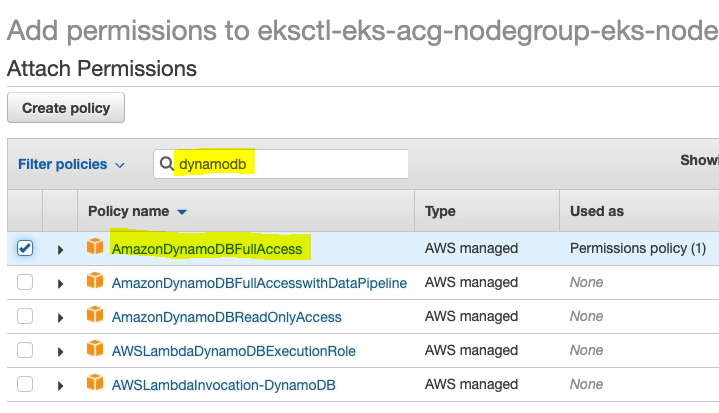 Add permissions to eksctl-eks-acg-nodegroup-eks-node
Attach Permissions
Create policy
Filter policies dynamodb
Policy name Type Used as
AmazonDynamoDBFullAccess AWS managed Permissions policy (1)
AmazonDynamoDBFullAccesswithDataPipeline AWS managed None
AmazonDynamoDBReadOnlyAccess AWS managed None
AWSLambdaDynamoDBExecutionRole AWS managed None
AWSLambdaInvocation-DynamoDB AWS managed None